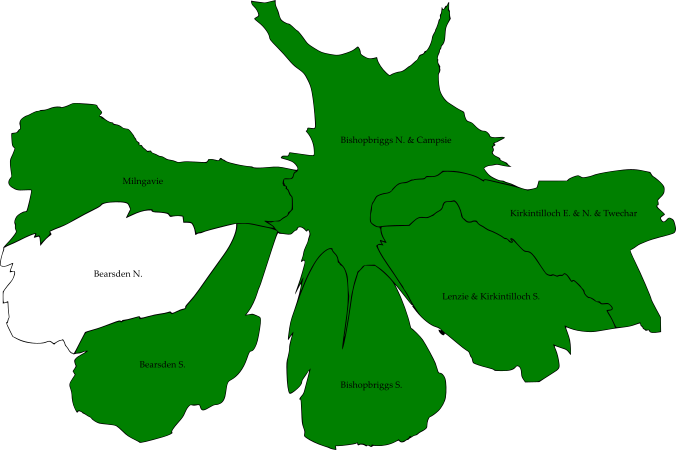 Bishopbriggs N. & Campsie
Milngavie
Kirkintilloch E. & N. & Twechar
Bearsden N.
Lenzie & Kirkintilloch S.
Bearsden S.
Bishopbriggs S.